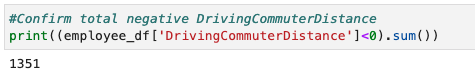 #Confirm total negative DrivingCommuterDistance
print((employee_df['DrivingCommuterDistance']<0).sum())
1351